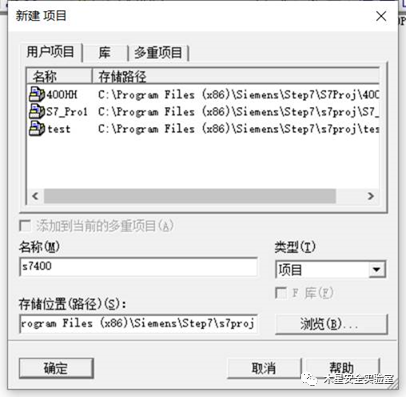 新建 项目
用户项目 库 多重项目
名称 存储路径
400HH C:\Program Files (x86)\Siemens\Step7\S7Proj\400
S7_Pro1 C:\Program Files (x86)\Siemens\Step7\s7proj\S7_
test C:\Program Files (x86)\Siemens\Step7\s7proj\tes
添加到当前的多重项目(A)
名称(M) 类型(T)
s7400 项目
F 库(F)
存储位置(路径)(S):
rogram Files (x86)\Siemens\Step7\s7proj 浏览(B)...
确定 取消 帮助
木星安全实验室